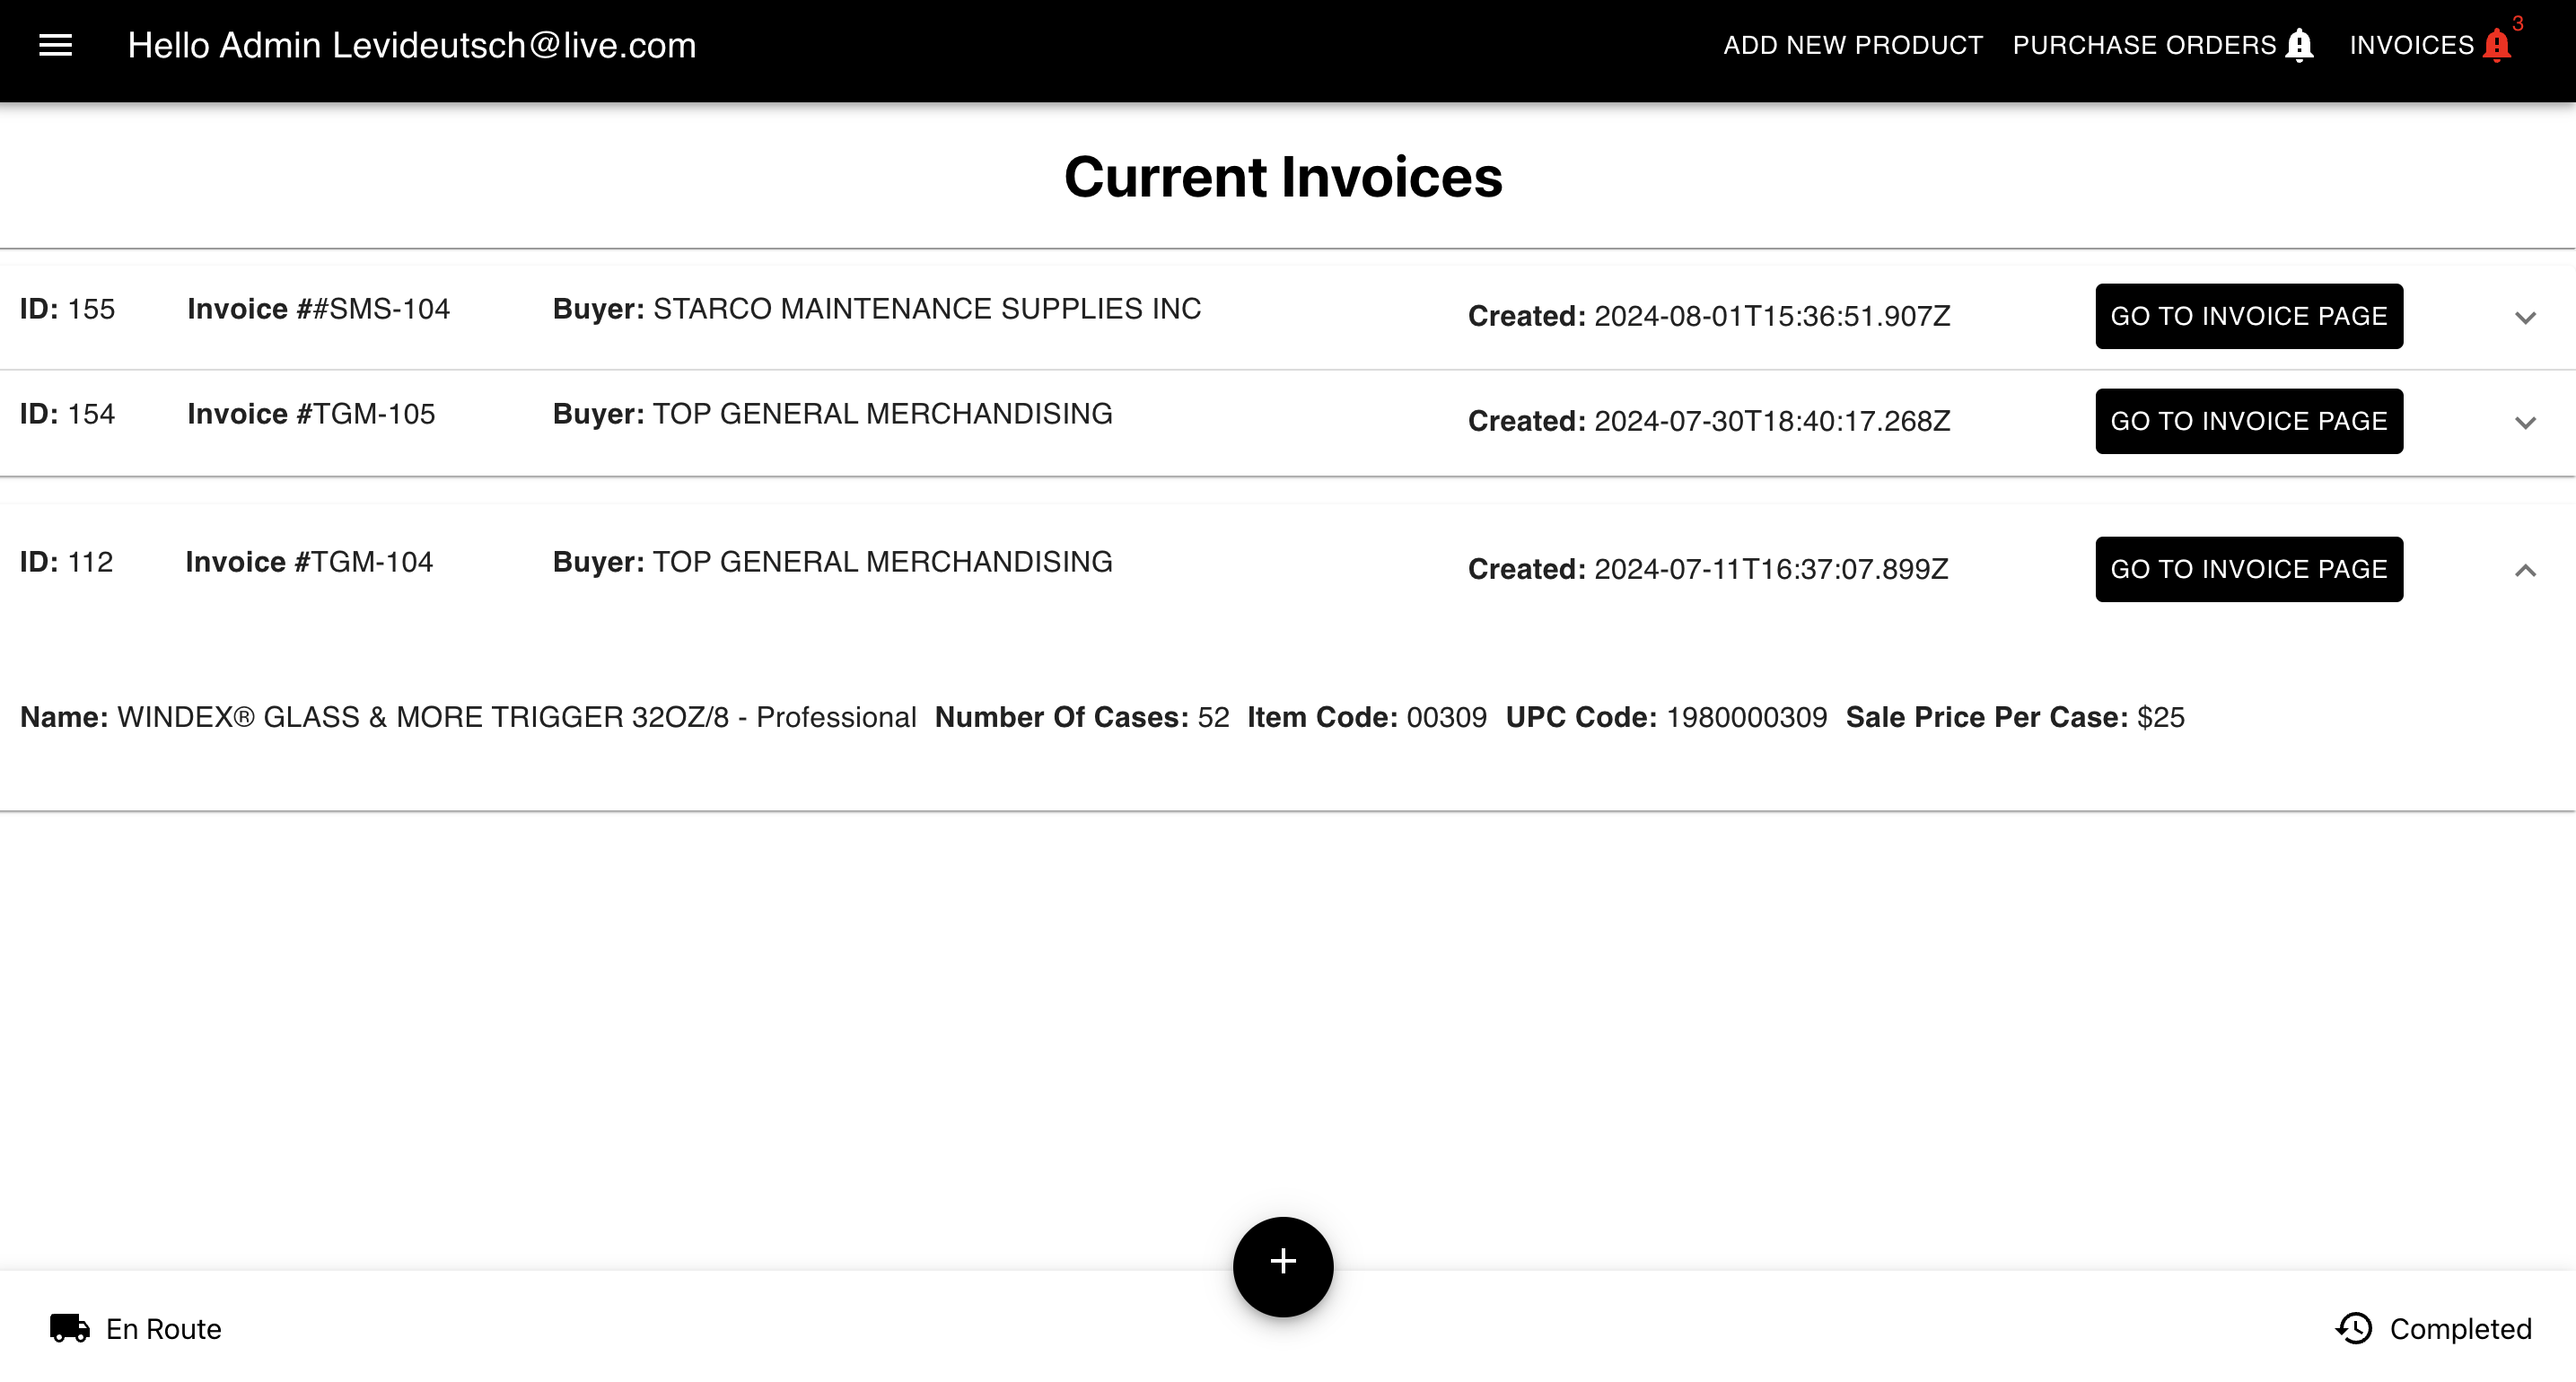 Hello Admin Levideutsch@live.com ADD NEW PRODUCT PURCHASE ORDERS INVOICES 3
Current Invoices
ID: 155 Invoice ##SMS-104 Buyer: STARCO MAINTENANCE SUPPLIES INC Created: 2024-08-01T15:36:51.907Z GO TO INVOICE PAGE
ID: 154 Invoice #TGM-105 Buyer: TOP GENERAL MERCHANDISING Created: 2024-07-30T18:40:17.268Z GO TO INVOICE PAGE
ID: 112 Invoice #TGM-104 Buyer: TOP GENERAL MERCHANDISING Created: 2024-07-11T16:37:07.899Z GO TO INVOICE PAGE
Name: WINDEX® GLASS & MORE TRIGGER 32OZ/8 - Professional Number Of Cases: 52 Item Code: 00309 UPC Code: 1980000309 Sale Price Per Case: $25
+
En Route Completed